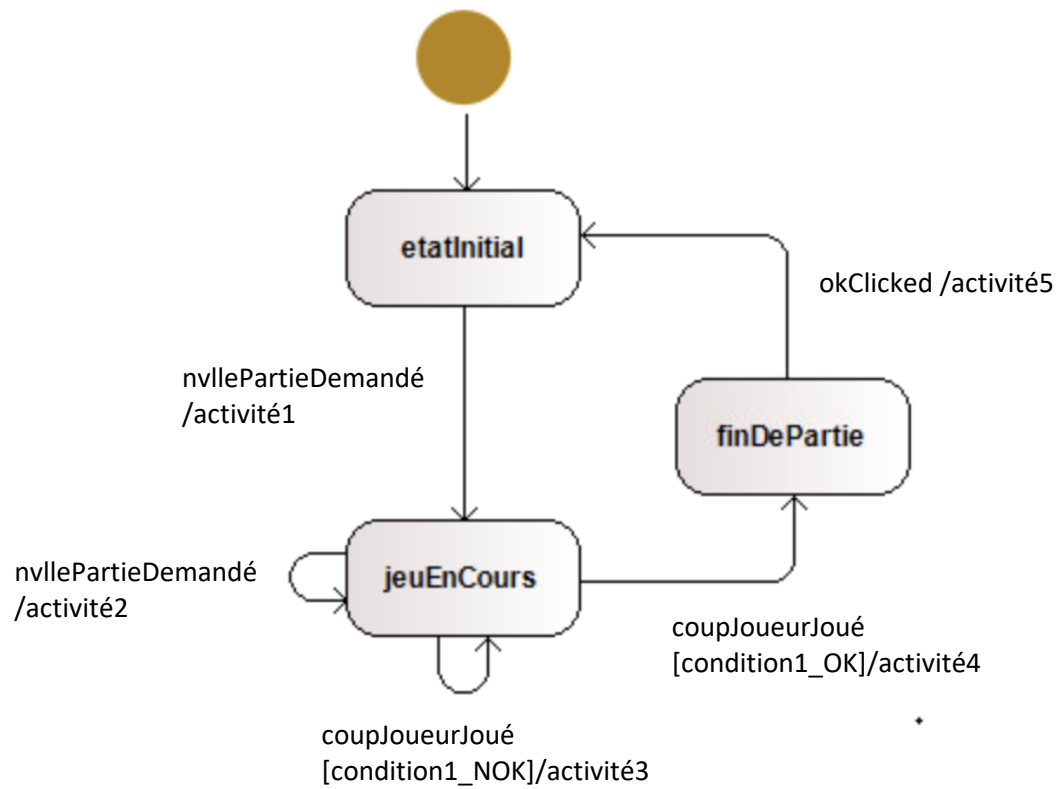 etatInitial
okClicked /activité5
nvllePartieDemandé
/activité1
finDePartie
nvllePartieDemandé
/activité2
jeuEnCours
coupJoueurJoué
[condition1_OK]/activité4
coupJoueurJoué
[condition1_NOK]/activité3